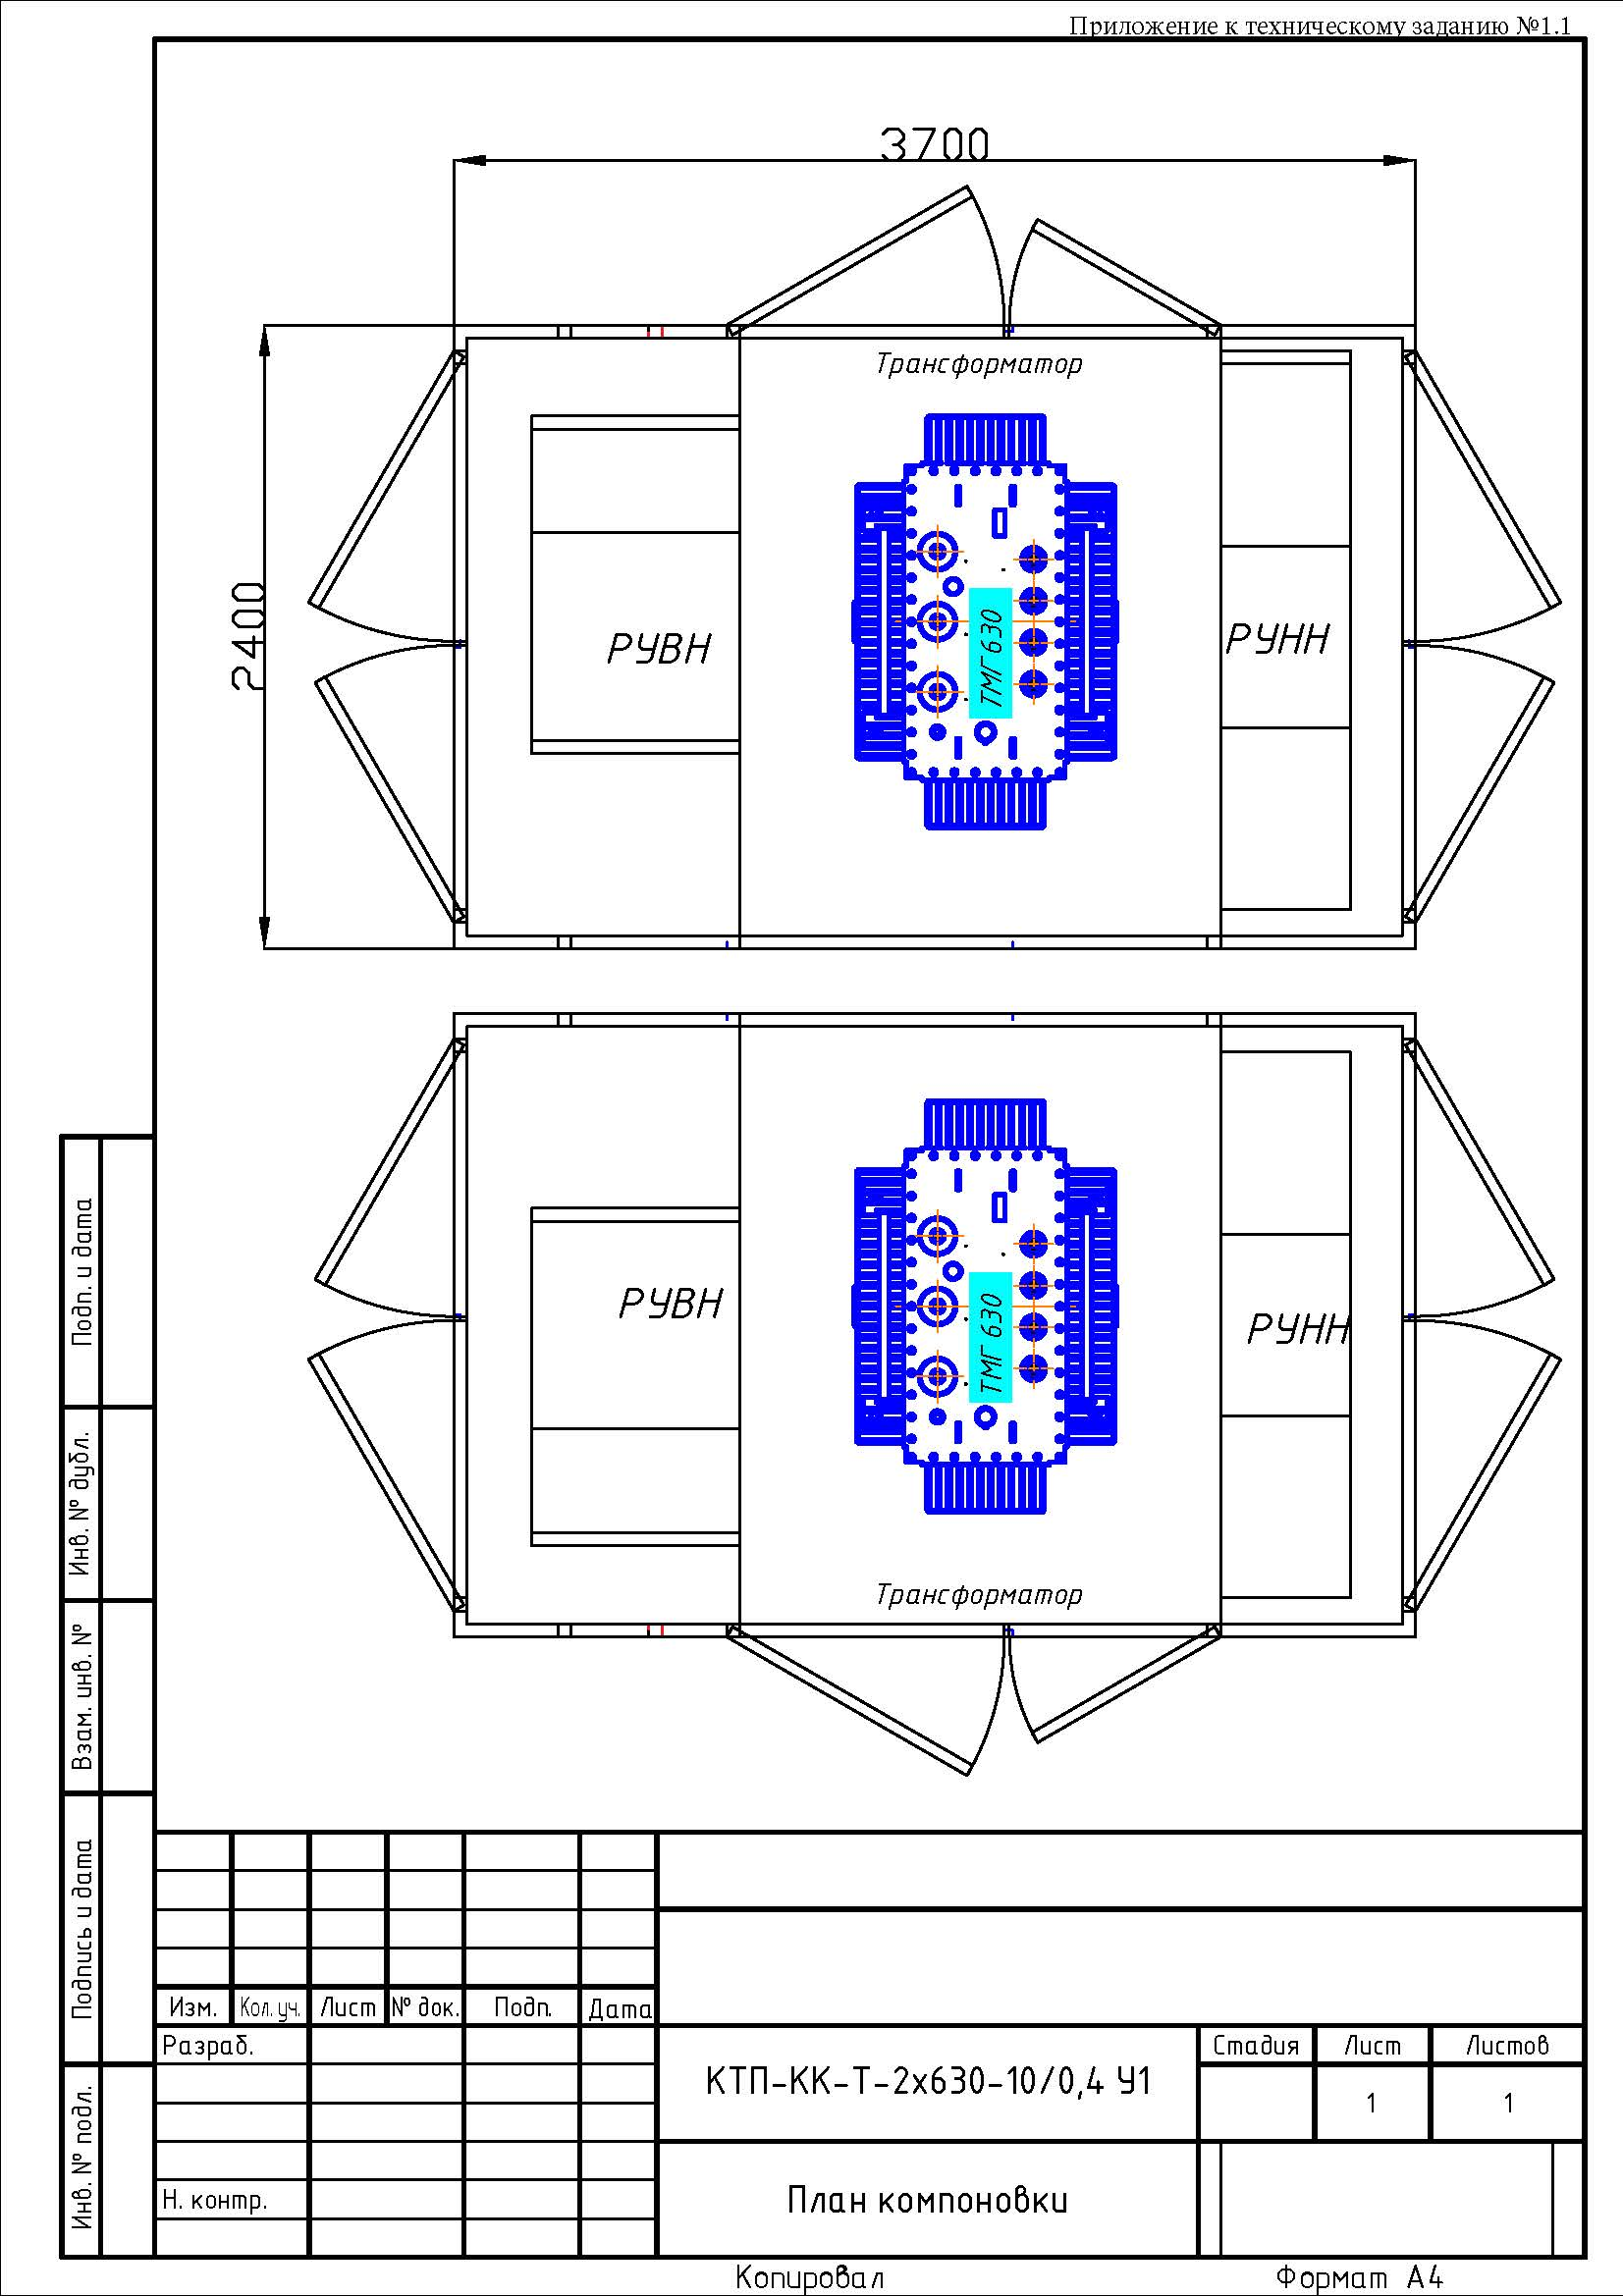 Приложение к техническому заданию №1.1
3700
2400
Трансформатор
РУВН
ТМГ630
РУНН
РУВН
ТМГ 630
РУНН
Трансформатор
Подп. и дата
Инв. № дубл.
Взам. инв. №
Подпись и дата
Инв. № подл.
Изм. Кол.уч. Лист № док. Подп. Дата
Разраб.
Н. контр.
КТП-КК-Т-2х630-10/0,4 У1
Стадия Лист Листов
1 1
План компоновки
Копировал Формат А4